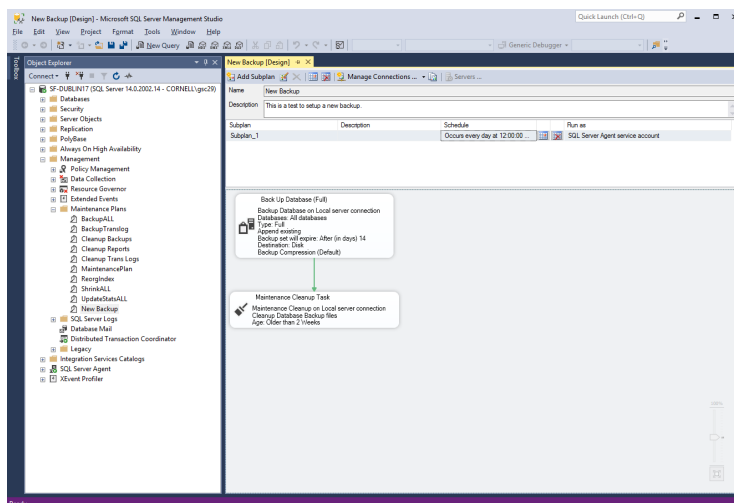 New Backup [Design] - Microsoft SQL Server Management Studio
Quick Launch (Ctrl+Q)
File Edit View Project Format Tools Window Help
New Query
Generic Debugger
Toolbox
Object Explorer
New Backup [Design]
Connect
Add Subplan
Manage Connections ...
Servers ...
SF-DUBLIN17 (SQL Server 14.0.2002.14 - CORNELL\gsc29)
Databases
Security
Server Objects
Replication
PolyBase
Always On High Availability
Management
Policy Management
Data Collection
Resource Governor
Extended Events
Maintenance Plans
BackupALL
BackupTranslog
Cleanup Backups
Cleanup Reports
Cleanup Trans Logs
MaintenancePlan
ReorgIndex
ShrinkALL
UpdateStatsALL
New Backup
SQL Server Logs
Database Mail
Distributed Transaction Coordinator
Legacy
Integration Services Catalogs
SQL Server Agent
XEvent Profiler
Name New Backup
Description This is a test to setup a new backup.
Subplan Description Schedule Run as
Subplan_1 Occurs every day at 12:00:00 ... SQL Server Agent service account
Back Up Database (Full)
Backup Database on Local server connection
Databases: All databases
Type: Full
Append existing
Backup set will expire: After (in days) 14
Destination: Disk
Backup Compression (Default)
Maintenance Cleanup Task
Maintenance Cleanup on Local server connection
Cleanup Database Backup files
Age: Older than 2 Weeks